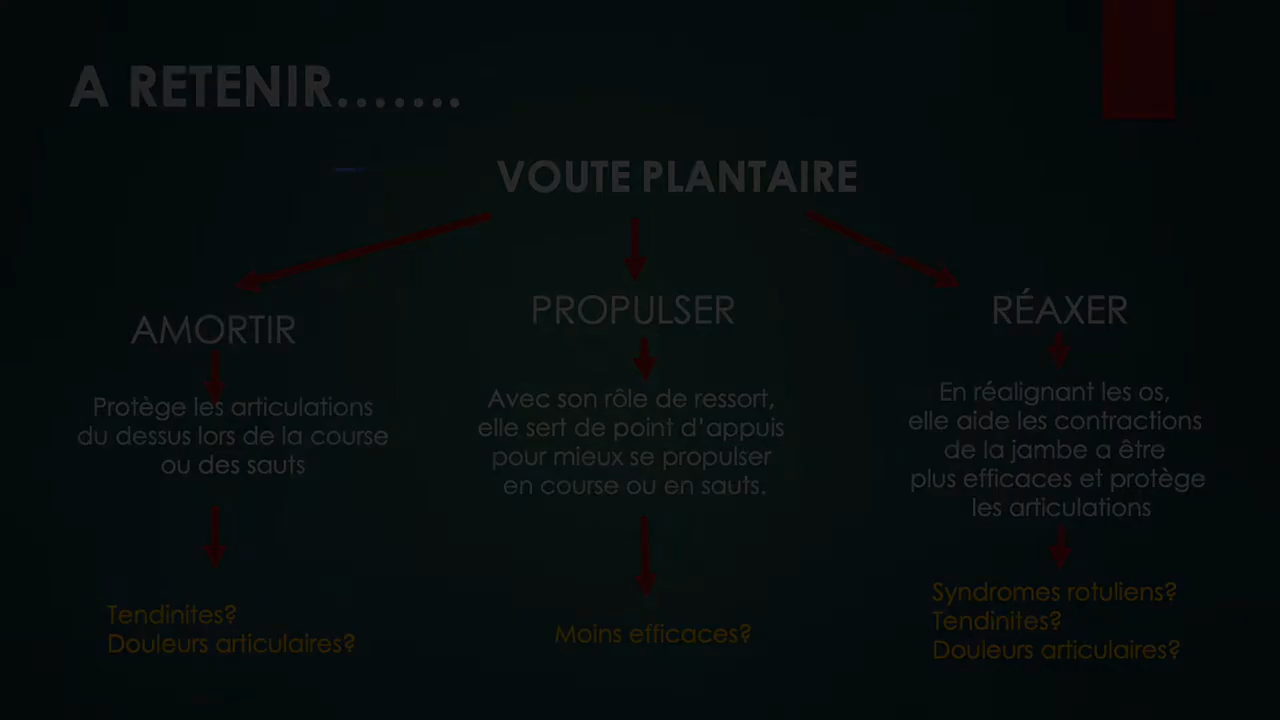 A RETENIR.......
VOUTE PLANTAIRE
AMORTIR
Protège les articulations
du dessus lors de la course
ou des sauts
Tendinites?
Douleurs articulaires?
PROPULSER
Avec son rôle de ressort,
elle sert de point d'appuis
pour mieux se propulser
en course ou en sauts.
Moins efficaces?
RÉAXER
En réalignant les os,
elle aide les contractions
de la jambe a être
plus efficaces et protège
les articulations
Syndromes rotuliens?
Tendinites?
Douleurs articulaires?